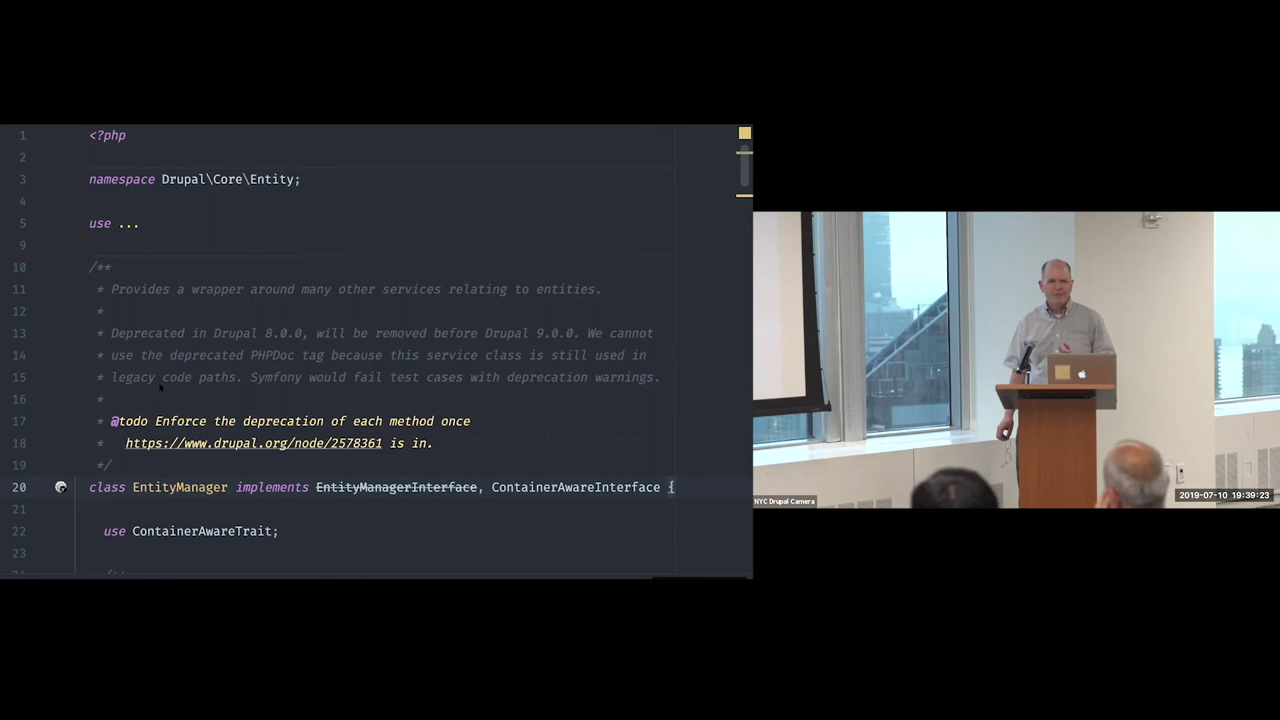 1 <?php
2
3 namespace Drupal\Core\Entity;
4
5 use ...
9
10 /**
11 * Provides a wrapper around many other services relating to entities.
12 *
13 * Deprecated in Drupal 8.0.0, will be removed before Drupal 9.0.0. We cannot
14 * use the deprecated PHPDoc tag because this service class is still used in
15 * legacy code paths. Symfony would fail test cases with deprecation warnings.
16 *
17 * @todo Enforce the deprecation of each method once
18 * https://www.drupal.org/node/2578361 is in.
19 */
20 class EntityManager implements EntityManagerInterface, ContainerAwareInterface {
21
22 use ContainerAwareTrait;
23
NYC Drupal Camera
2019-07-10 19:39:23